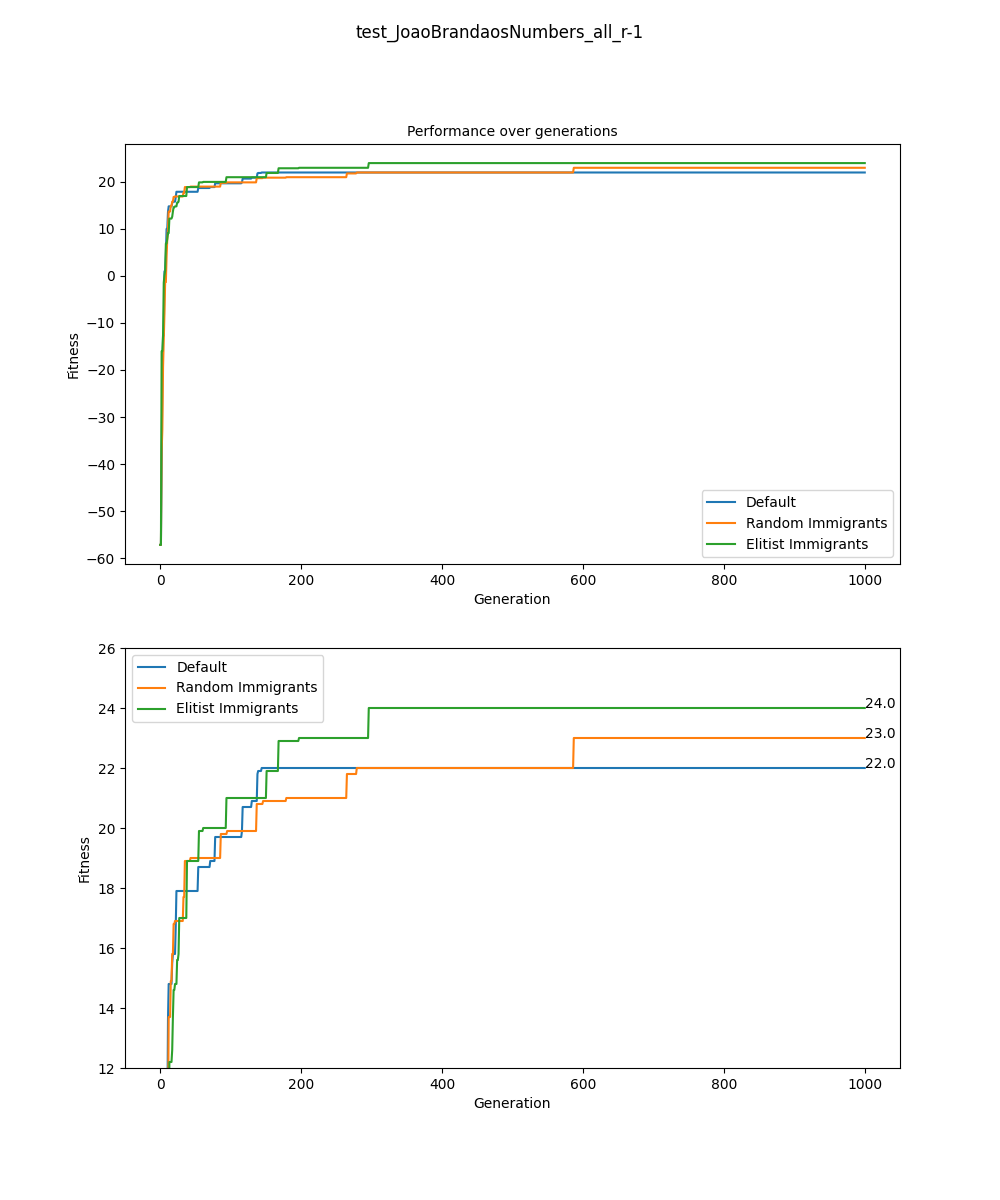 test_JoaoBrandaosNumbers_all_r-1
Performance over generations
20
10
0
−10
−20
−30
−40
−50
−60
Fitness
Default
Random Immigrants
Elitist Immigrants
0 200 400 600 800 1000
Generation
26
24
22
20
18
16
14
12
Fitness
Default
Random Immigrants
Elitist Immigrants
24.0
23.0
22.0
0 200 400 600 800 1000
Generation